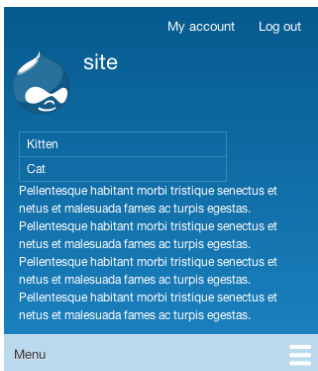 My account Log out
site
Kitten
Cat
Pellentesque habitant morbi tristique senectus et
netus et malesuada fames ac turpis egestas.
Pellentesque habitant morbi tristique senectus et
netus et malesuada fames ac turpis egestas.
Pellentesque habitant morbi tristique senectus et
netus et malesuada fames ac turpis egestas.
Pellentesque habitant morbi tristique senectus et
netus et malesuada fames ac turpis egestas.
Menu